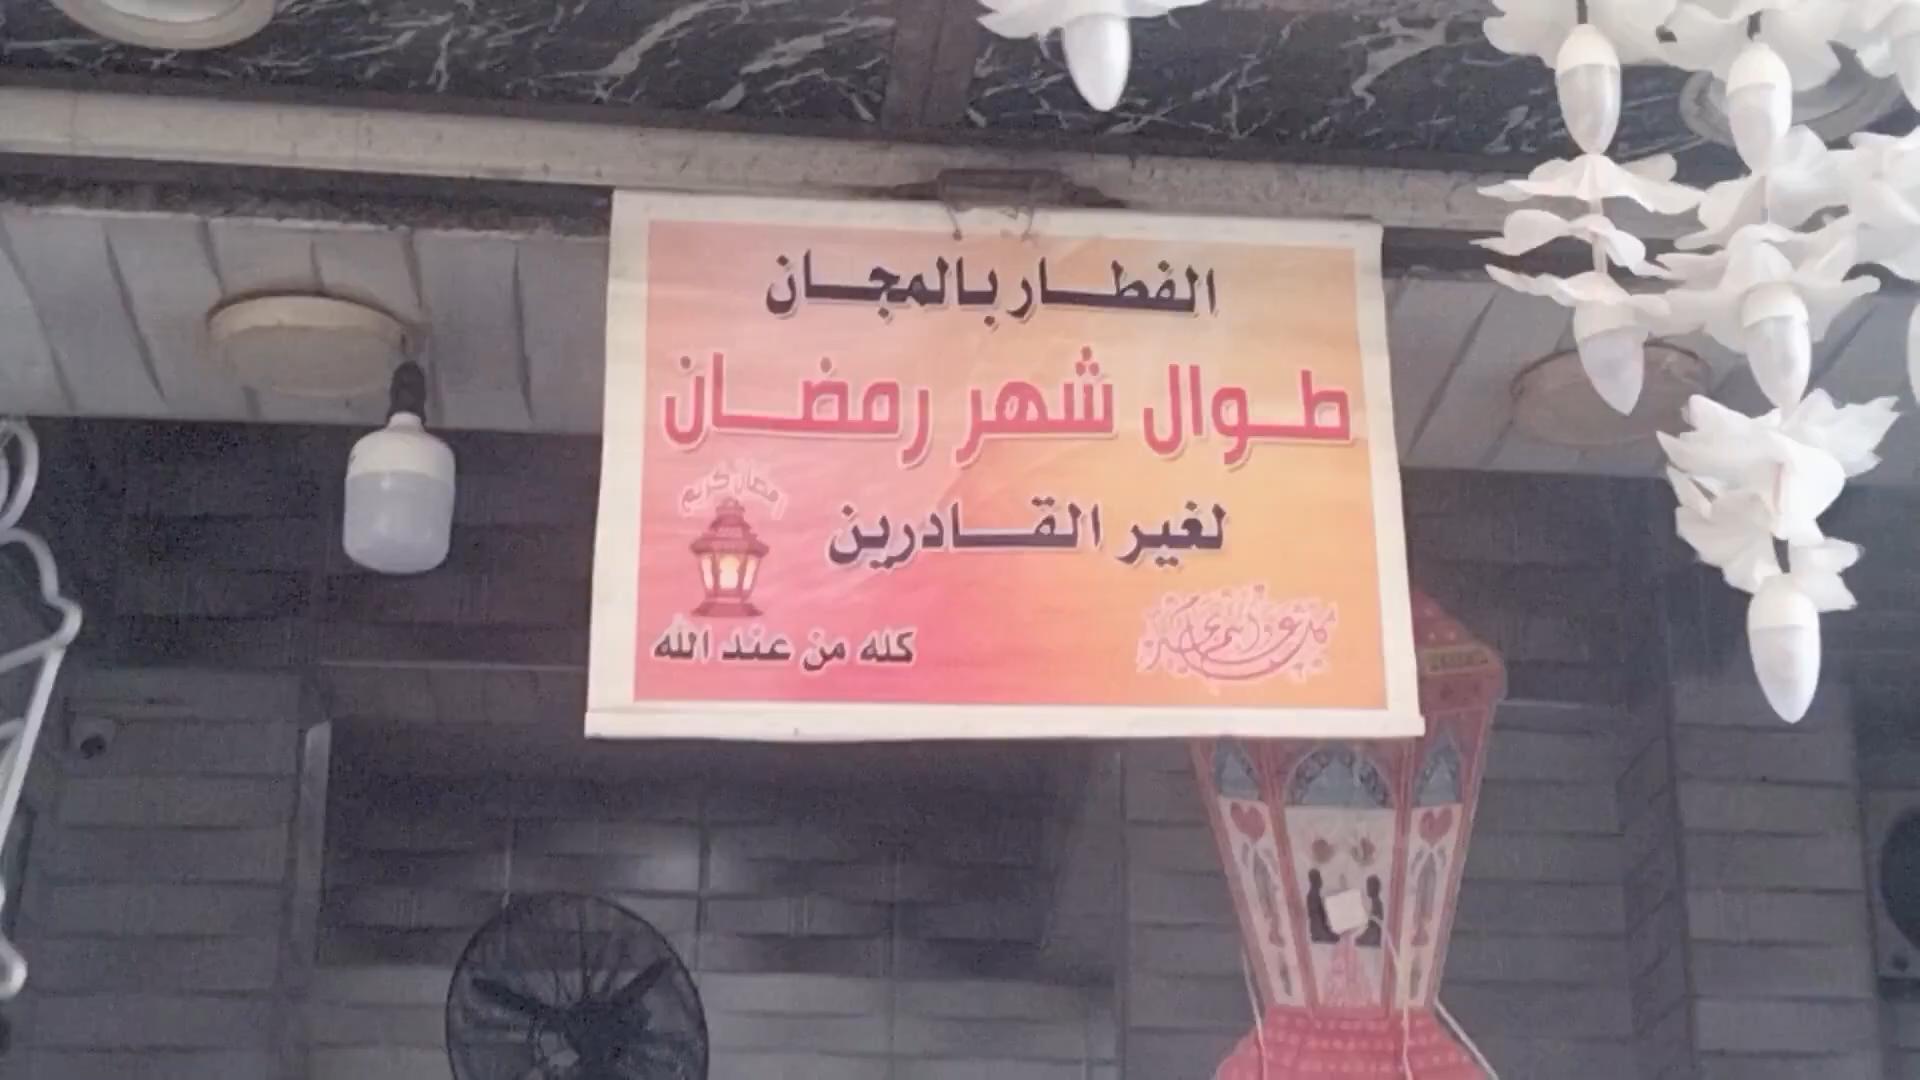 الفطار بالمجان
طوال شهر رمضان
لغير القادرين
رمضان كريم
كله من عند الله